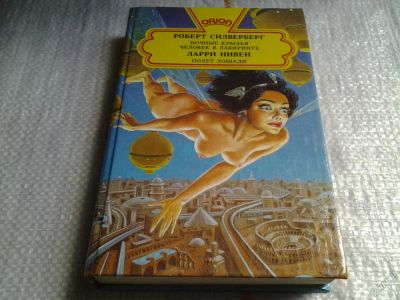 orion
РОБЕРТ СИЛВЕРБЕРГ
НОЧНЫЕ КРЫЛЬЯ
ЧЕЛОВЕК В ЛАБИРИНТЕ
ЛАРРИ НИВЕН
ПОЛЕТ ЛОШАДИ